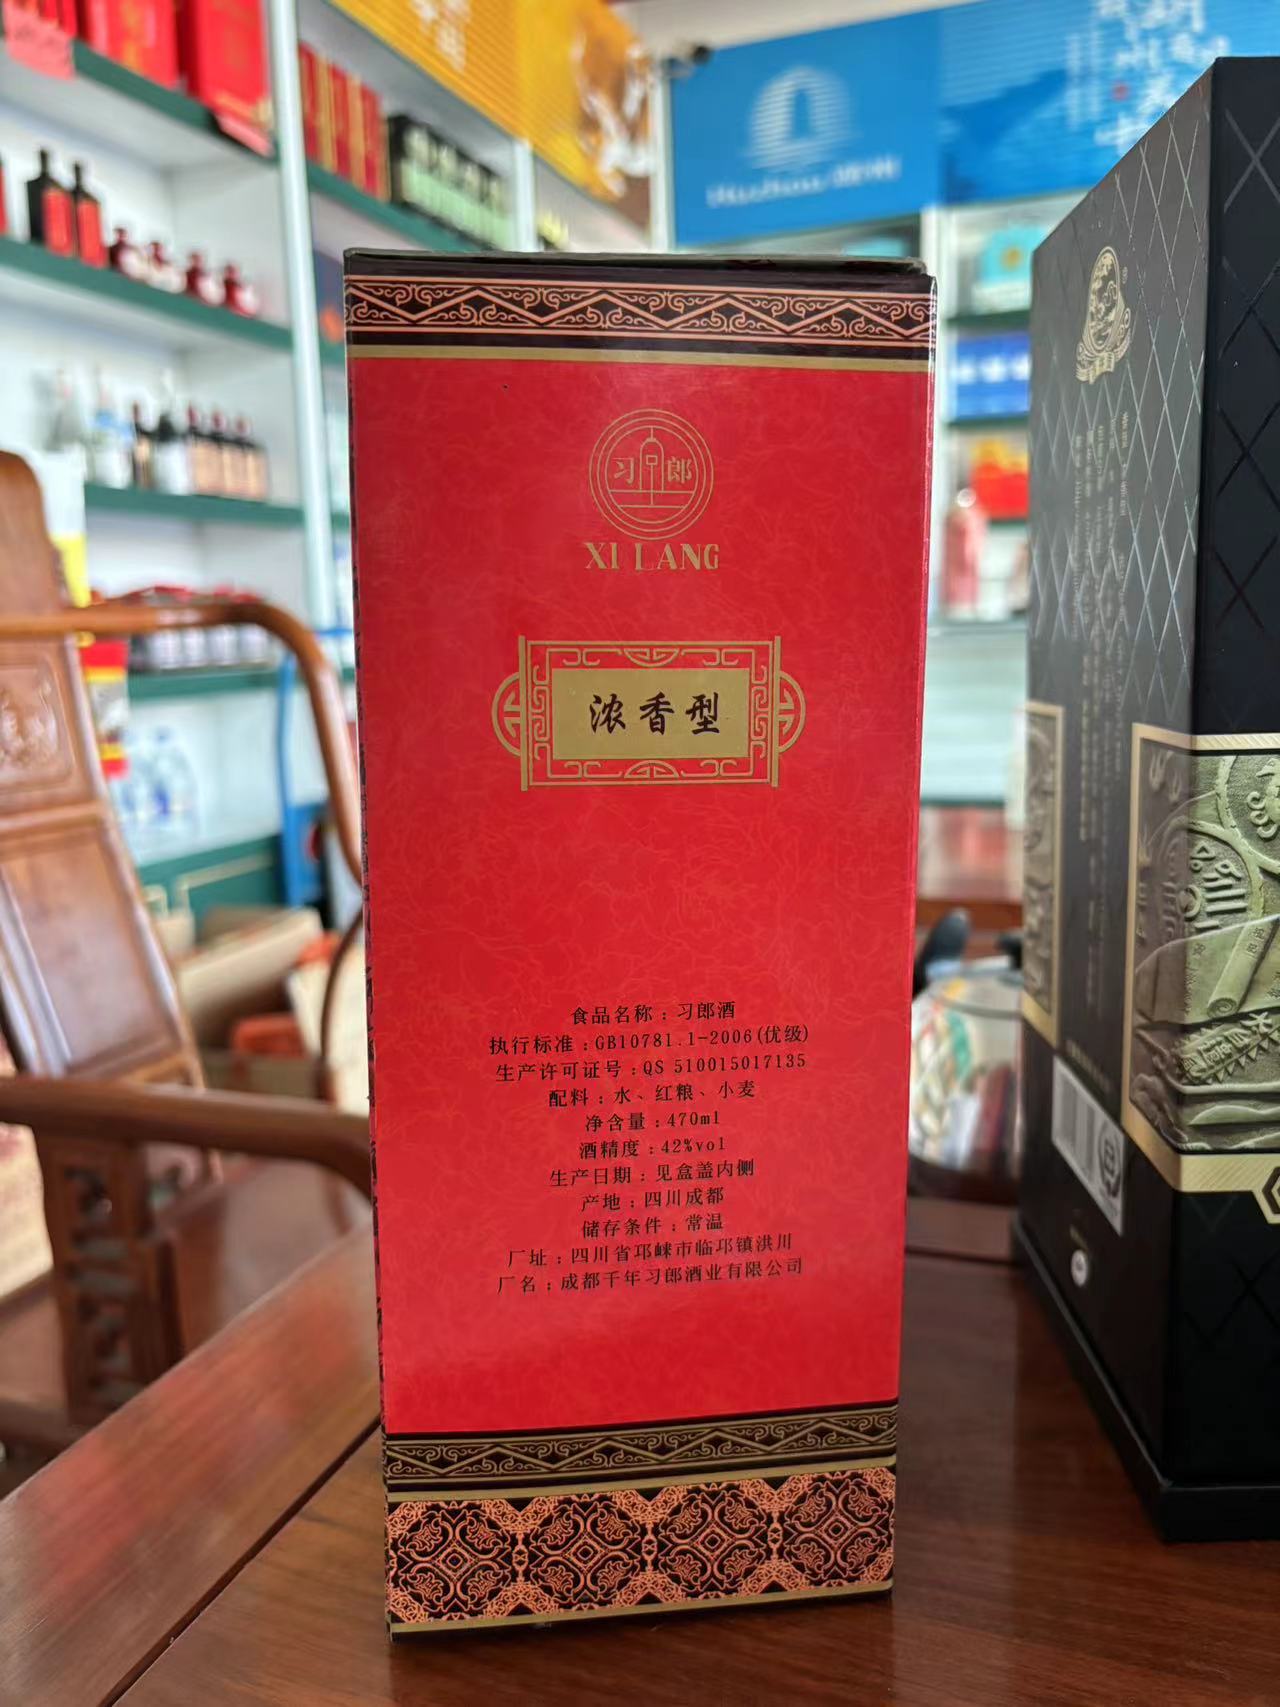 习郎
XI LANG
浓香型
食品名称：习郎酒
执行标准：GB10781.1-2006(优级)
生产许可证号：QS 510015017135
配料：水、红粮、小麦
净含量：470ml
酒精度：42%vol
生产日期：见盒盖内侧
产地：四川成都
储存条件：常温
厂址：四川省邛崃市临邛镇洪川
厂名：成都千年习郎酒业有限公司